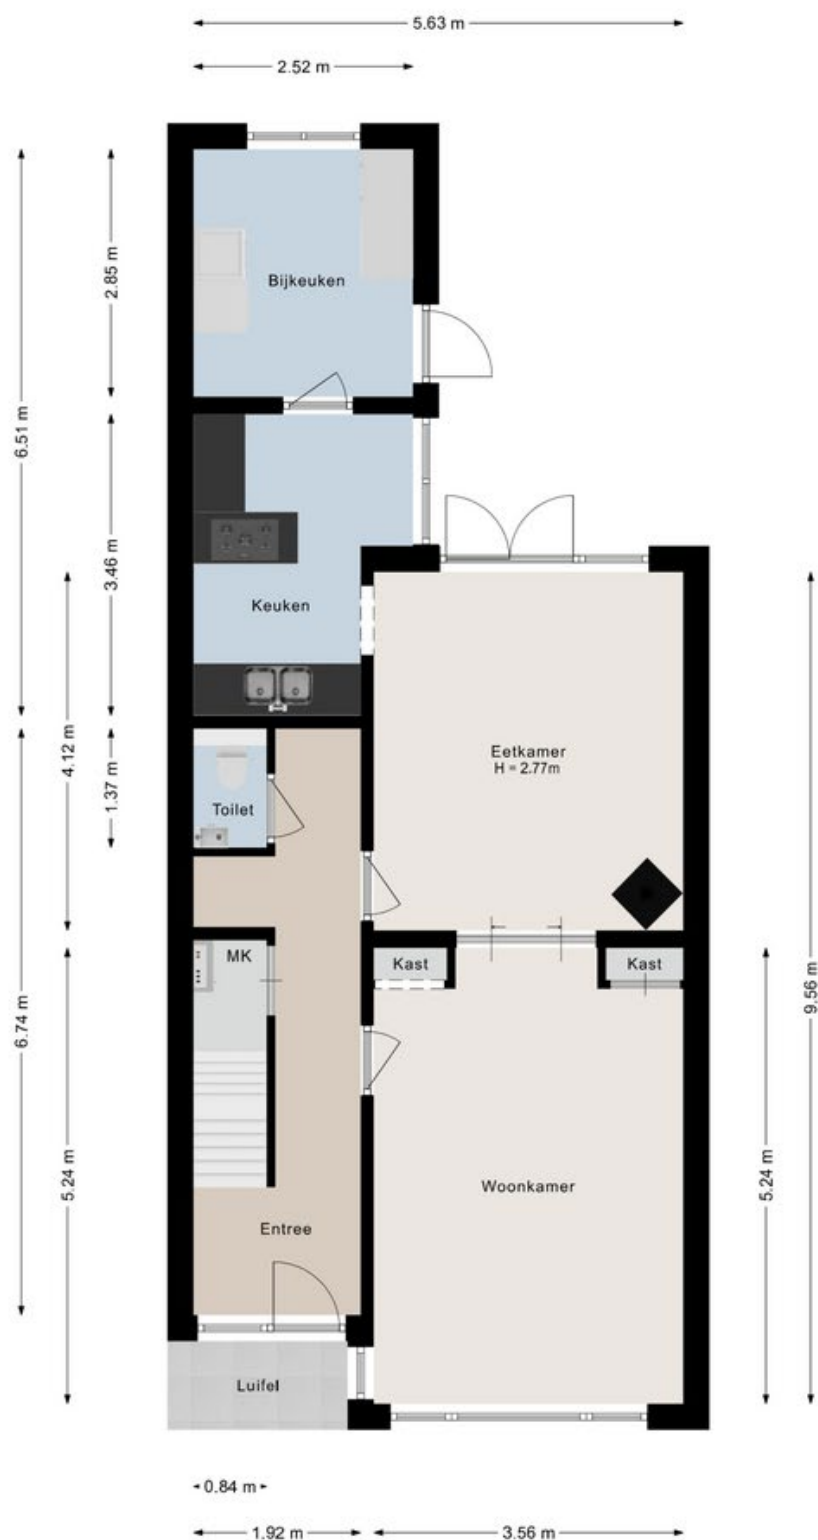 5.63 m
2.52 m
2.85 m
Bijkeuken
6.51 m
3.46 m
Keuken
4.12 m
1.37 m
Eetkamer
H = 2.77m
Toilet
MK
Kast
Kast
9.56 m
6.74 m
5.24 m
5.24 m
Woonkamer
Entree
Luifel
0.84 m
1.92 m
3.56 m